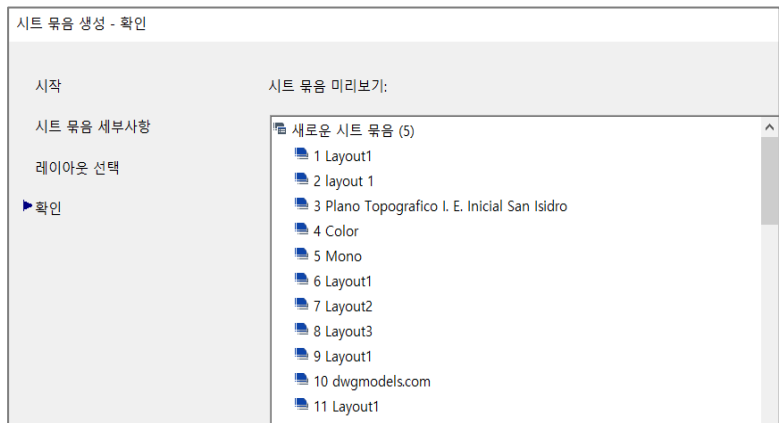 시트 묶음 생성 - 확인
시작
시트 묶음 세부사항
레이아웃 선택
확인
시트 묶음 미리보기:
새로운 시트 묶음 (5)
1 Layout1
2 layout 1
3 Plano Topografico I. E. Inicial San Isidro
4 Color
5 Mono
6 Layout1
7 Layout2
8 Layout3
9 Layout1
10 dwgmodels.com
11 Layout1